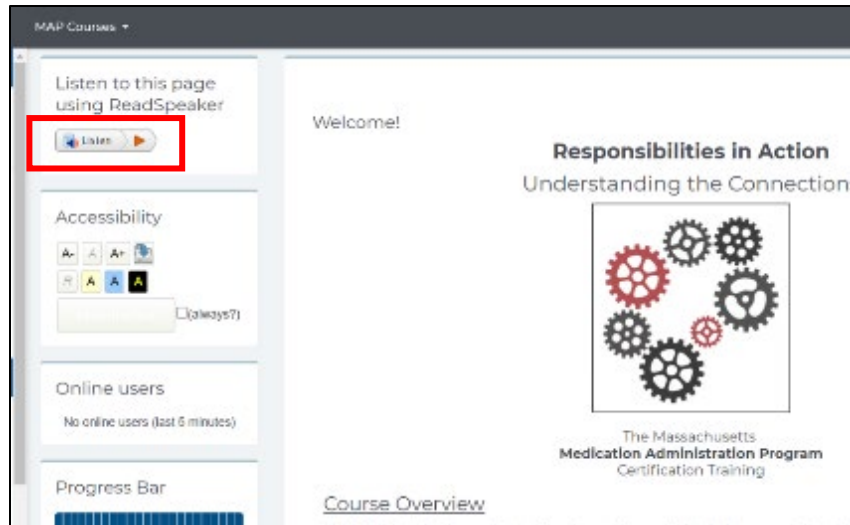 MAP Courses
Listen to this page
using ReadSpeaker
Listen
Accessibility
A- A A+
R A A A
(always?)
Online users
No online users (last 5 minutes)
Progress Bar
Welcome!
Responsibilities in Action
Understanding the Connection
The Massachusetts
Medication Administration Program
Certification Training
Course Overview